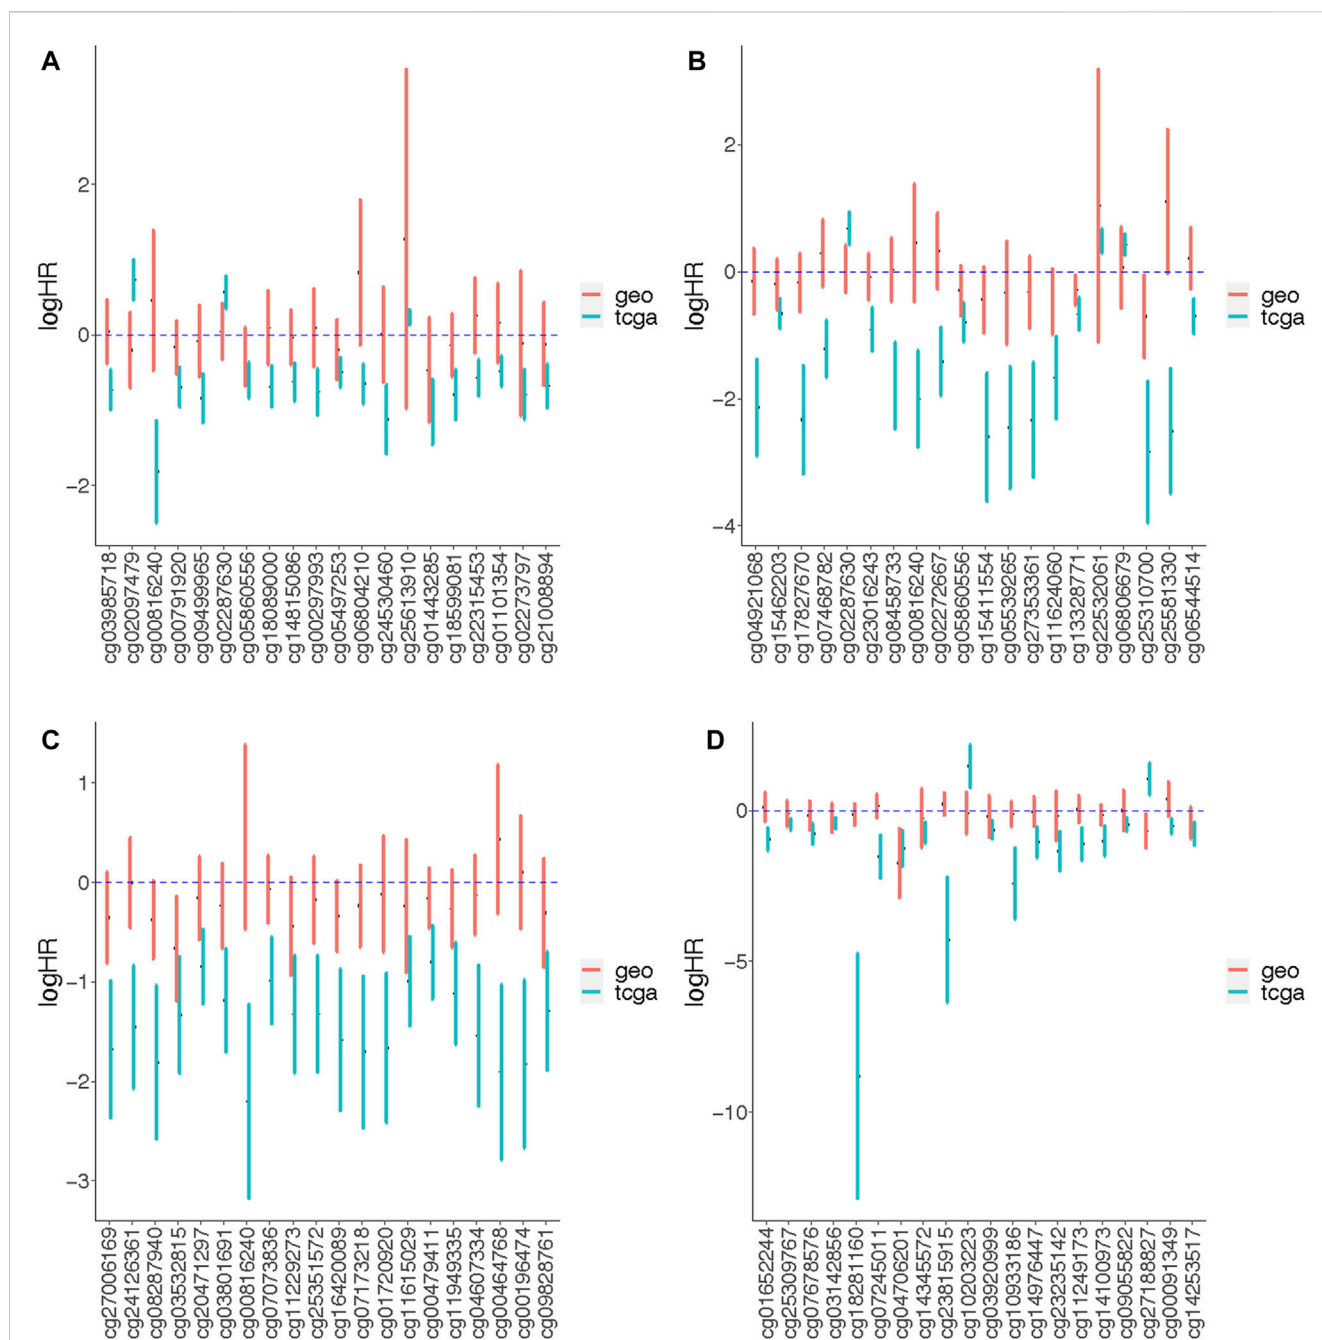 A
logHR
2
0
−2
cg03985718
cg02097479
cg00816240
cg00791920
cg09499965
cg02287630
cg05860556
cg18089000
cg14815086
cg00297993
cg05497253
cg06804210
cg24530460
cg25613910
cg01443285
cg18599081
cg22315453
cg01101354
cg02273797
cg21008894
geo
tcga
B
logHR
2
0
−2
−4
cg04921068
cg15462203
cg17827670
cg07468782
cg02287630
cg23016243
cg08458733
cg00816240
cg02272667
cg05860556
cg15411554
cg05539265
cg27353361
cg11624060
cg13328771
cg22532061
cg06806679
cg25310700
cg25581330
cg06544514
geo
tcga
C
logHR
1
0
−1
−2
−3
cg27006169
cg24126361
cg08287940
cg03532815
cg20471297
cg03801691
cg00816240
cg07073836
cg11229273
cg25351572
cg16420089
cg07173218
cg01720920
cg11615029
cg00479411
cg11949335
cg04607334
cg00464768
cg00196474
cg09828761
geo
tcga
D
logHR
0
−5
−10
cg01652244
cg25309767
cg07678576
cg03142856
cg18281160
cg07245011
cg04706201
cg14345572
cg23815915
cg10203223
cg03920999
cg10933186
cg14976447
cg23235142
cg11249173
cg14100973
cg09055822
cg27188827
cg00091349
cg14253517
geo
tcga